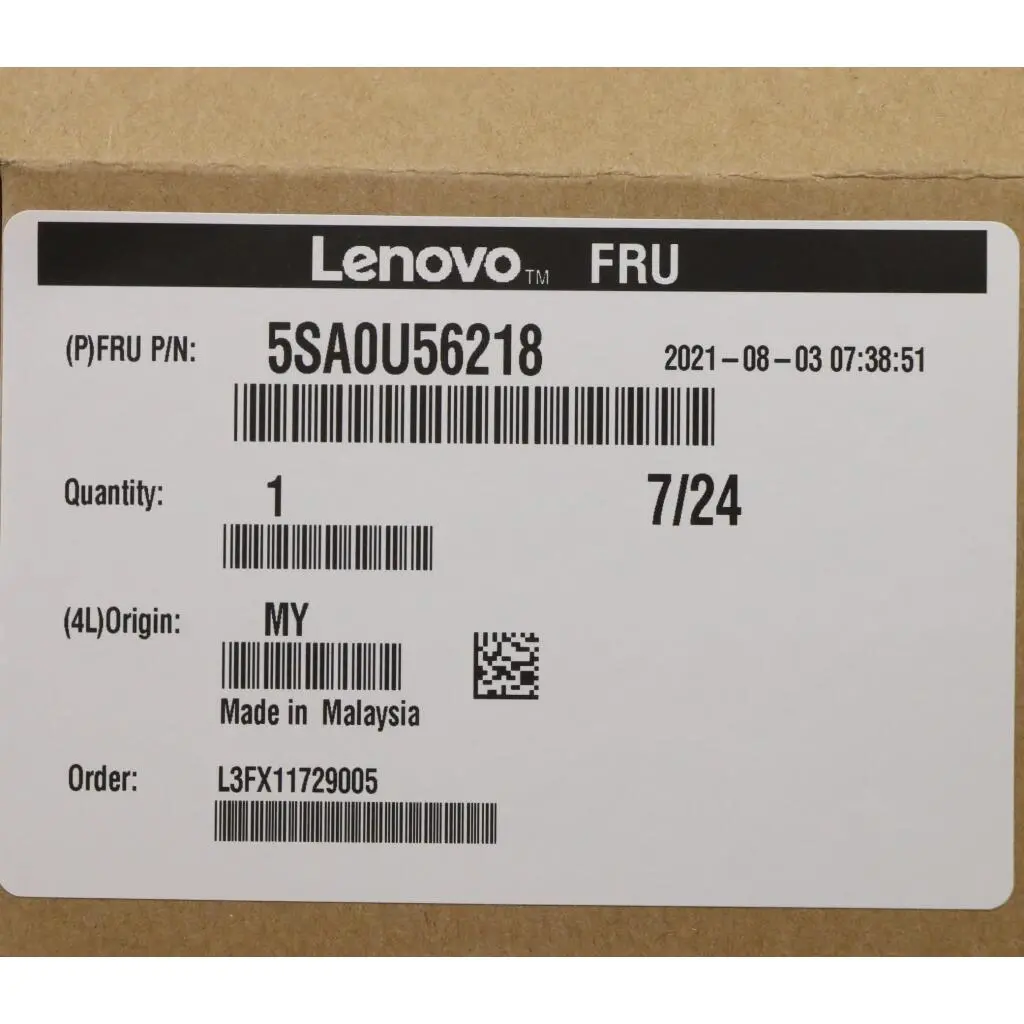 Lenovo™ FRU
(P)FRU P/N: 5SA0U56218 2021-08-03 07:38:51
Quantity: 1 7/24
(4L)Origin: MY
Made in Malaysia
Order: L3FX11729005